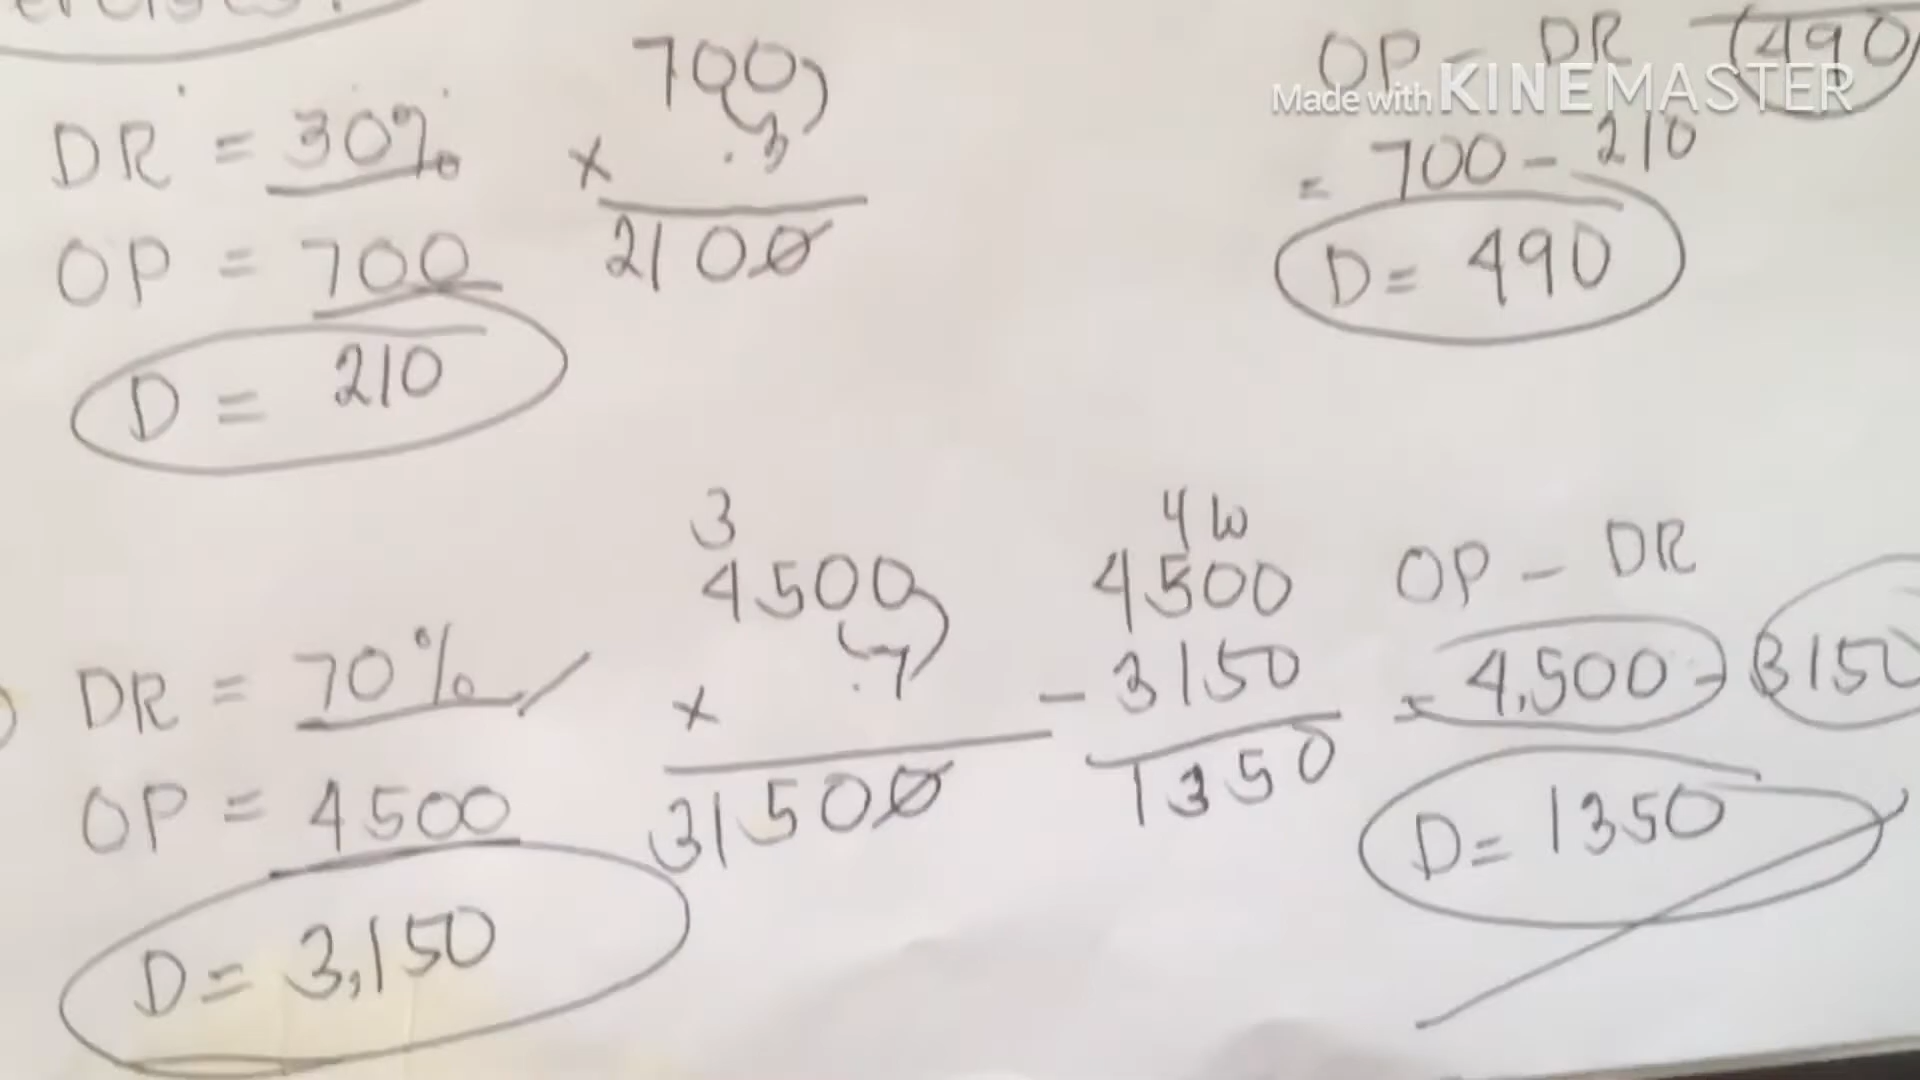 DR = 30%
OP = 700
D = 210
700
× .3
2100
OP - DR (490)
Made with KINEMASTER
= 700 - 210
D = 490
DR = 70%
OP = 4500
D = 3,150
3
4500
× .7
31500
4 10
4500
- 3150
1350
OP - DR
= 4,500 - 3150
D = 1350